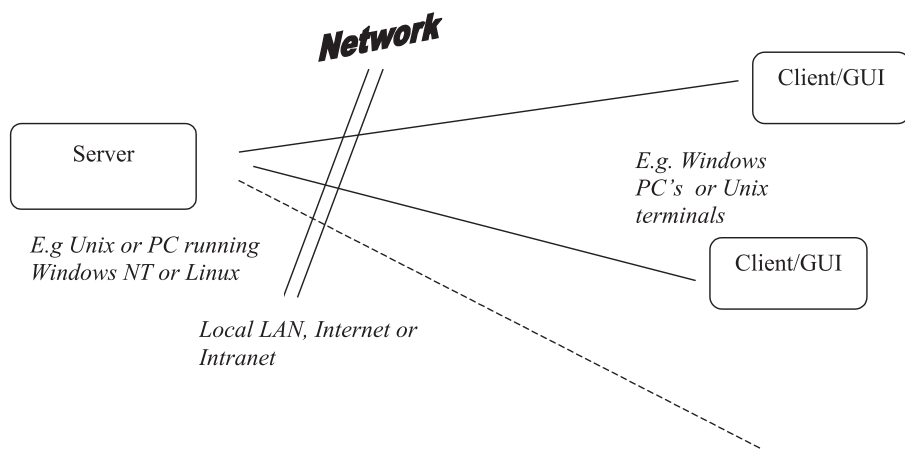 Network
Client/GUI
Server
E.g. Windows
PC's or Unix
terminals
E.g Unix or PC running
Windows NT or Linux
Client/GUI
Local LAN, Internet or
Intranet